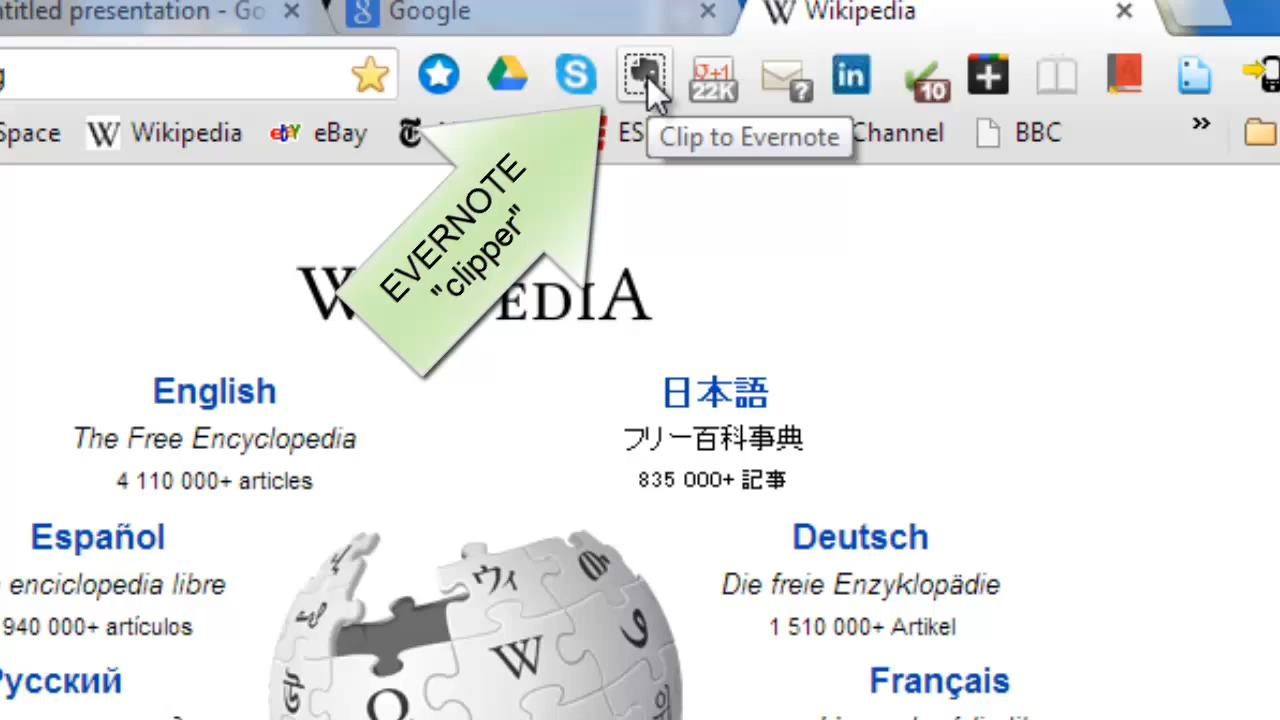 ntitled presentation - Go
Google
Wikipedia
g
Space
Wikipedia
eBay
ES
Channel
BBC
22K
?
in
10
Clip to Evernote
EVERNOTE
"clipper"
W
EDIA
English
The Free Encyclopedia
4 110 000+ articles
日本語
フリー百科事典
835 000+ 記事
Español
enciclopedia libre
940 000+ artículos
Deutsch
Die freie Enzyklopädie
1 510 000+ Artikel
Русский
Français